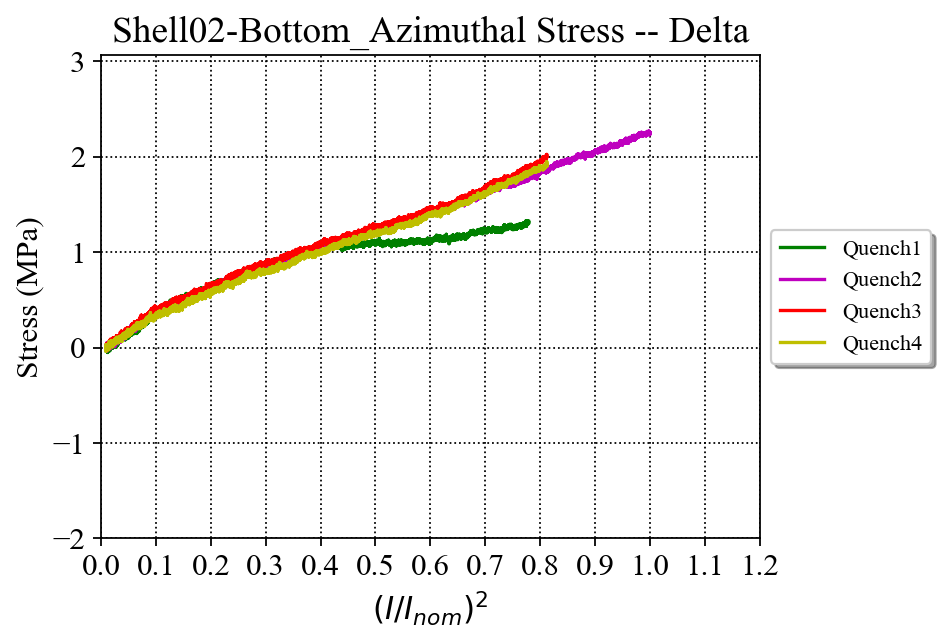 Shell02-Bottom_Azimuthal Stress -- Delta
Stress (MPa)
3
2
1
0
−1
−2
0.0 0.1 0.2 0.3 0.4 0.5 0.6 0.7 0.8 0.9 1.0 1.1 1.2
(I/I_nom)²
Quench1
Quench2
Quench3
Quench4